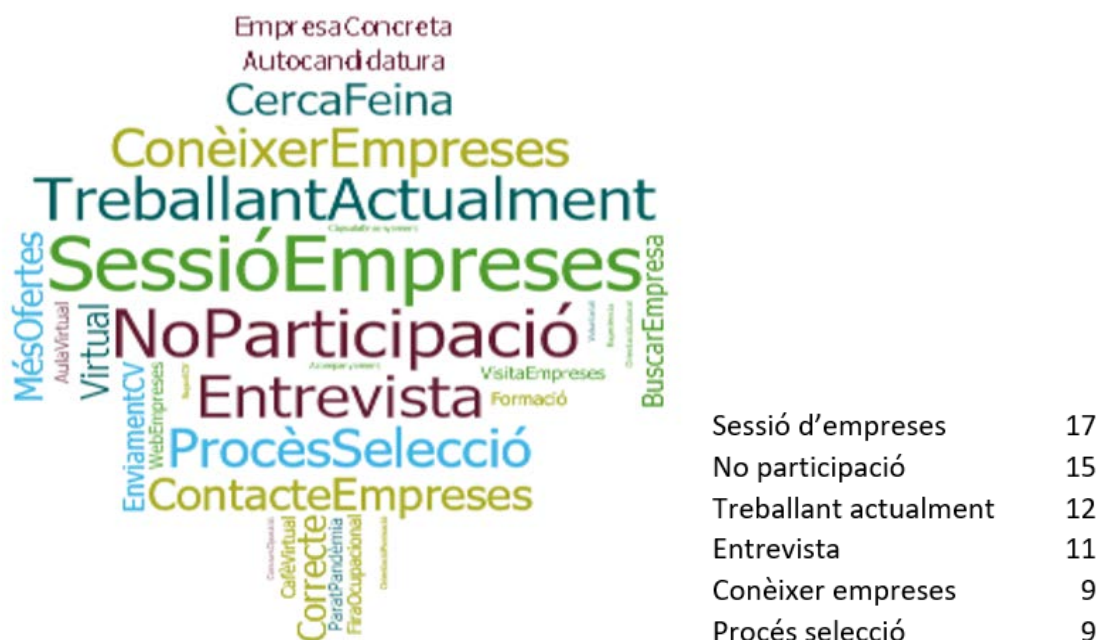 EmpresaConcreta
Autocandidatura
CercaFeina
ConèixerEmpreses
TreballantActualment
SessióEmpreses
MésOfertes
BuscarEmpresa
AulaVirtual
Virtual
NoParticipació
VisitaEmpreses
Entrevista
Formació
EnviamentCV
WebEmpreses
ProcèsSelecció
ContacteEmpreses
CafèVirtual
Correcte
ParatPandèmia
FiraOcupacional
Sessió d’empreses 17
No participació 15
Treballant actualment 12
Entrevista 11
Conèixer empreses 9
Procés selecció 9